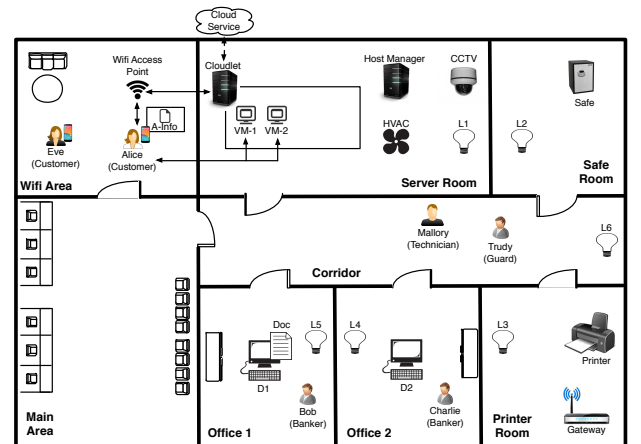 Cloud
Service
Wifi Access
Point
Cloudlet
Host Manager
CCTV
Safe
A-Info
VM-1
VM-2
HVAC
L1
L2
Eve
(Customer)
Alice
(Customer)
Wifi Area
Server Room
Safe
Room
Mallory
(Technician)
Trudy
(Guard)
L6
Corridor
Doc
L5
L4
L3
Printer
D1
D2
Bob
(Banker)
Charlie
(Banker)
Gateway
Main
Area
Office 1
Office 2
Printer
Room